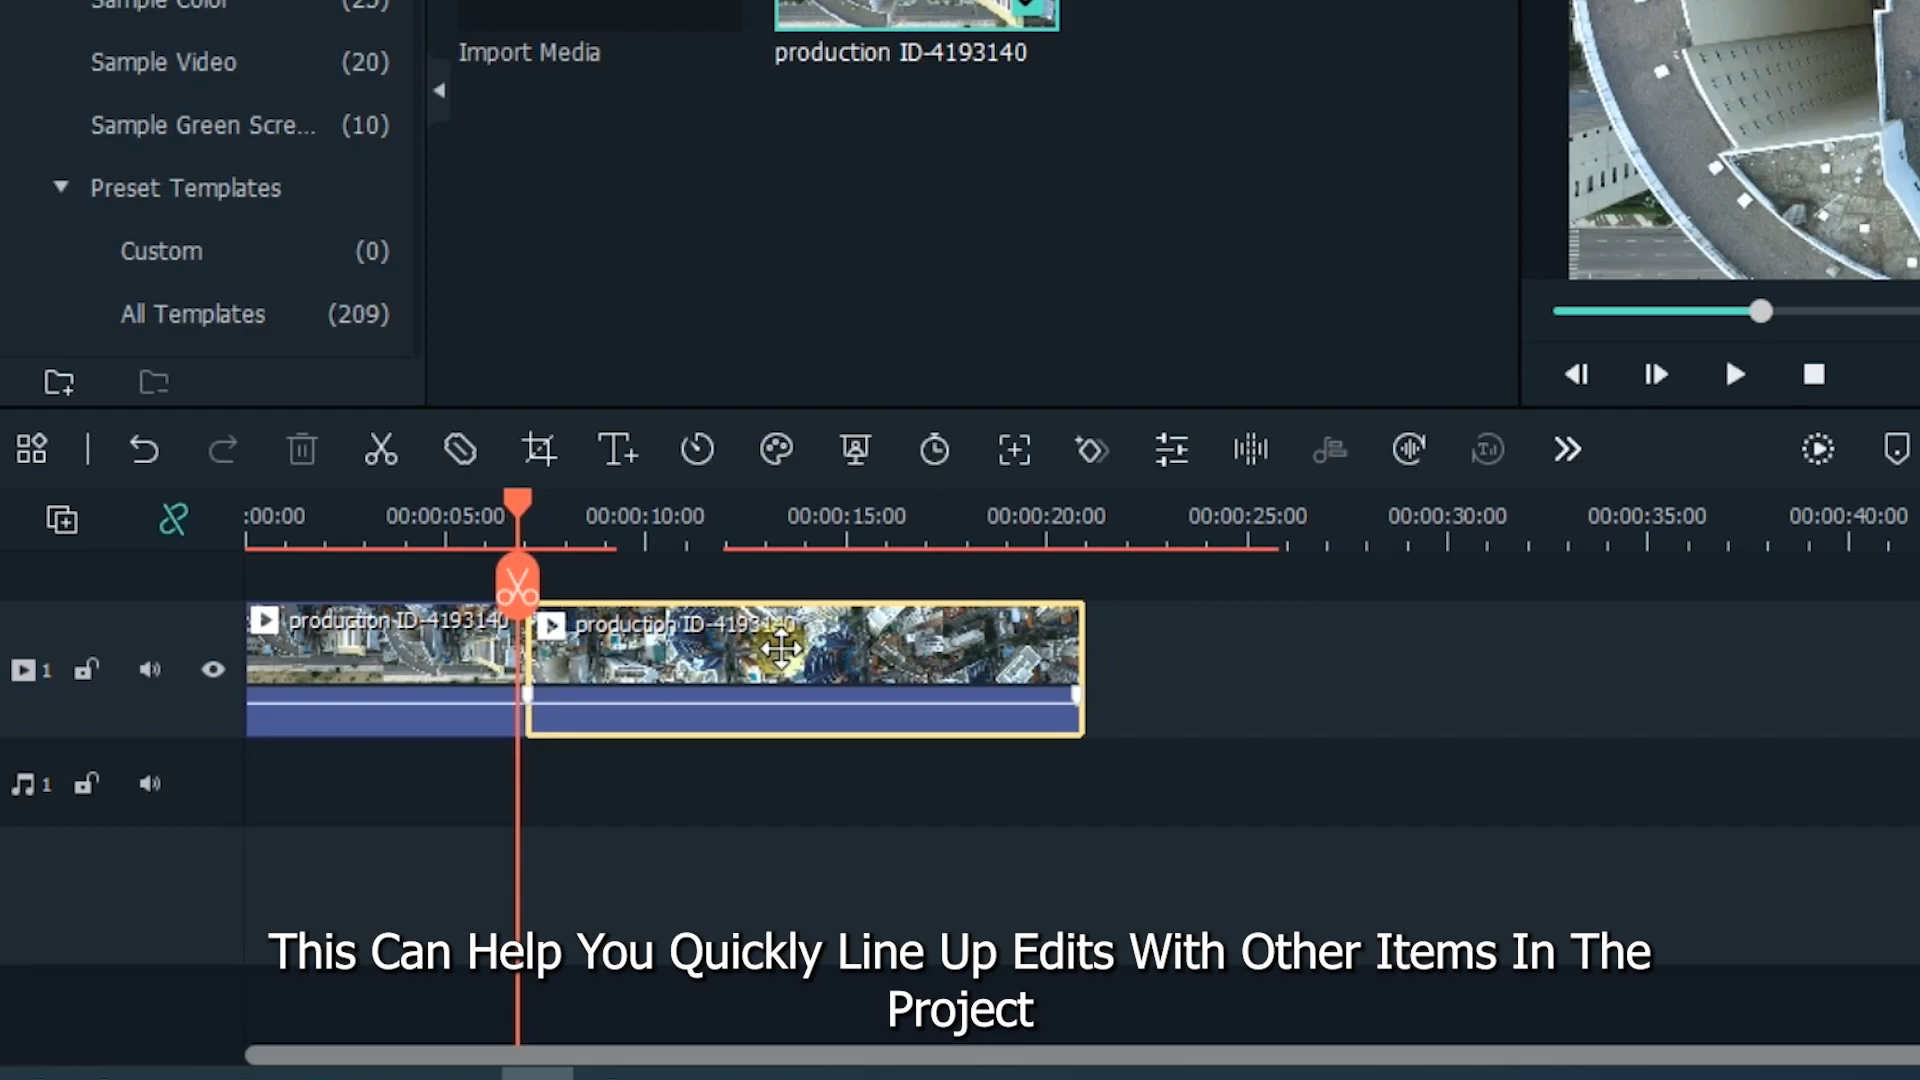 Sample Color (25)
Import Media
production ID-4193140
Sample Video (20)
Sample Green Scre... (10)
Preset Templates
Custom (0)
All Templates (209)
:00:00 00:00:05:00 00:00:10:00 00:00:15:00 00:00:20:00 00:00:25:00 00:00:30:00 00:00:35:00 00:00:40:00
production ID-4193140 production ID-4193140
1
1
This Can Help You Quickly Line Up Edits With Other Items In The
Project